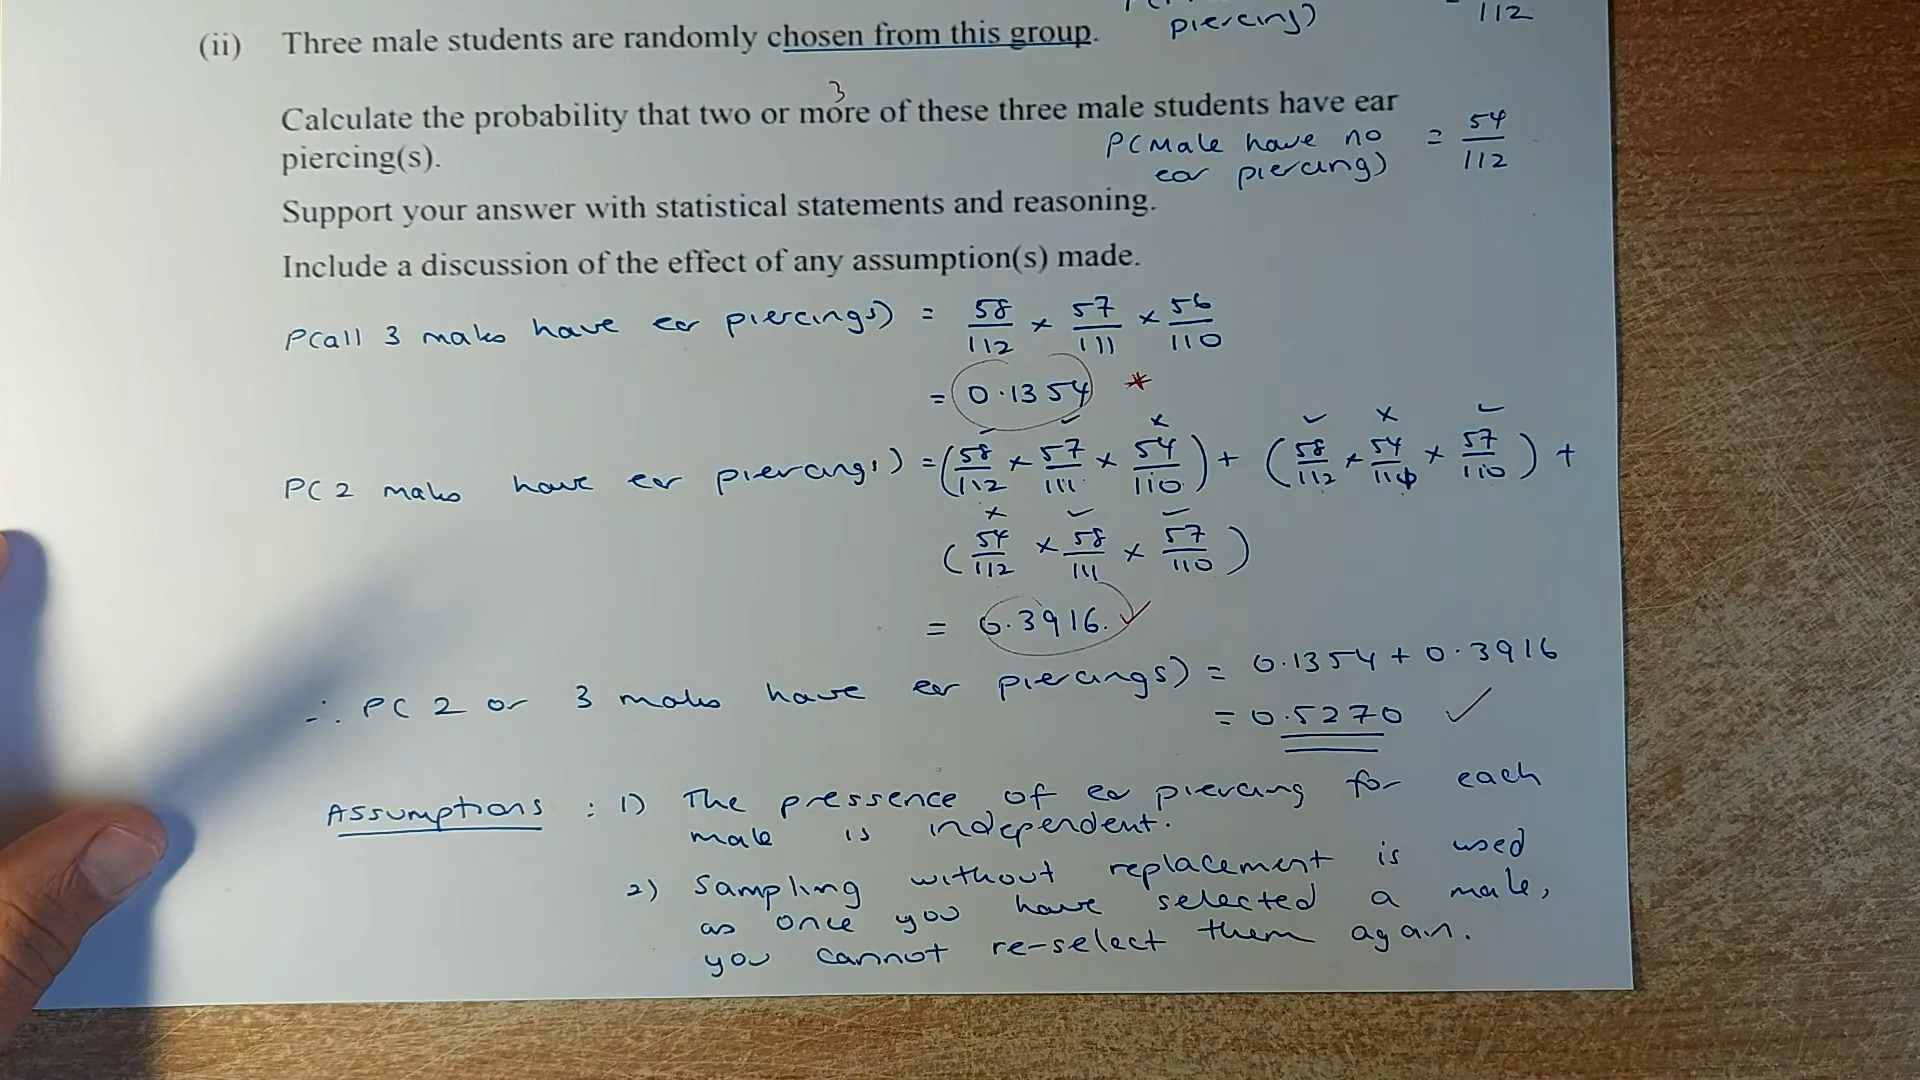 piercing)
112
(ii) Three male students are randomly chosen from this group.
3
Calculate the probability that two or more of these three male students have ear
piercing(s).
P(Male have no ear piercing) = 54/112
Support your answer with statistical statements and reasoning.
Include a discussion of the effect of any assumption(s) made.
P(all 3 males have ear piercings) = 58/112 × 57/111 × 56/110
= 0.1354 *
✓ ✓ × ✓ × ✓
P(2 males have ear piercings) = (58/112 × 57/111 × 54/110) + (58/112 × 54/111 × 57/110) +
× ✓ ✓
(54/112 × 58/111 × 57/110)
= 0.3916. ✓
∴ P(2 or 3 males have ear piercings) = 0.1354 + 0.3916
= 0.5270 ✓
Assumptions : 1) The pressence of ear piercing for each
male is independent.
2) Sampling without replacement is used
as once you have selected a male,
you cannot re-select them again.